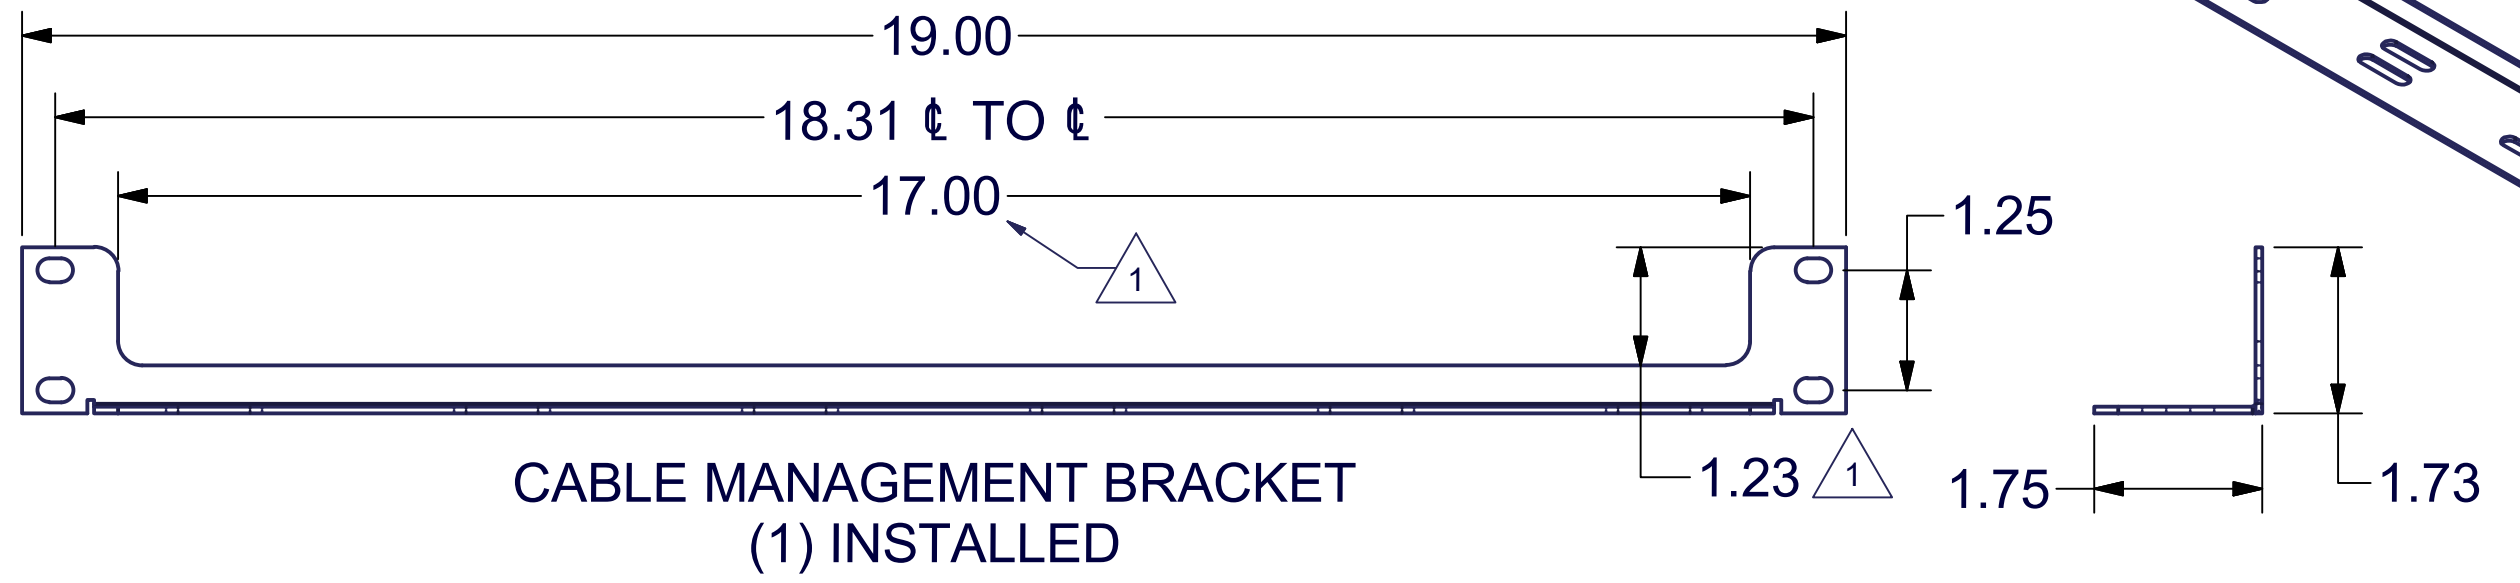 19.00
18.31 ℄ TO ℄
17.00
1.25
1
1.23 1
1.75
1.73
CABLE MANAGEMENT BRACKET
(1) INSTALLED